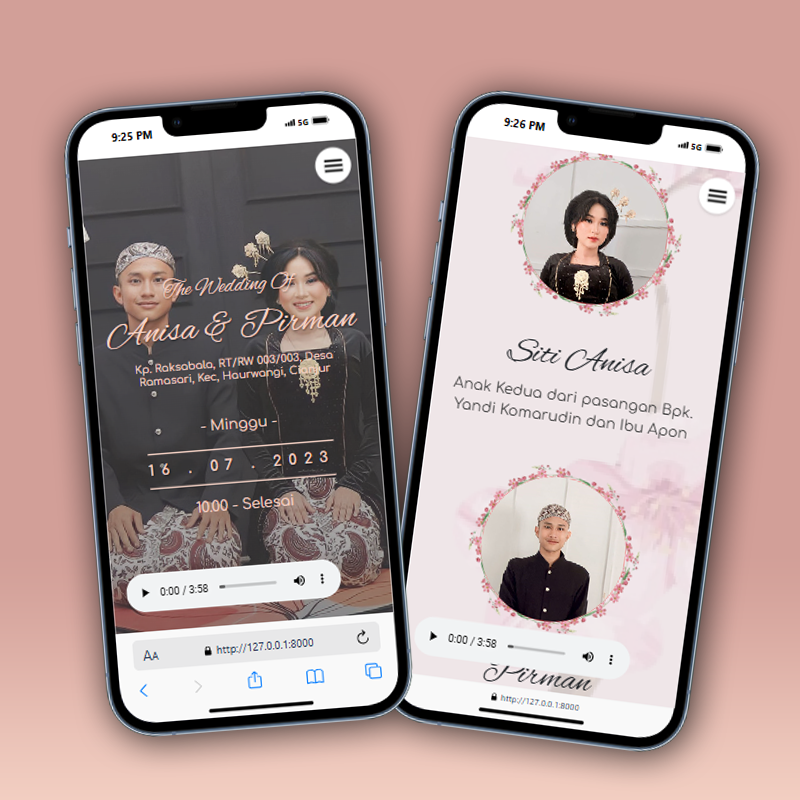 9:25 PM
5G
The Wedding Of
Anisa & Pirman
Kp. Raksabala, RT/RW 003/003, Desa
Ramasari, Kec, Haurwangi, Cianjur
- Minggu -
16 . 07 . 2023
10.00 - Selesai
0:00 / 3:58
AA
http://127.0.0.1:8000
9:26 PM
5G
Siti Anisa
Anak Kedua dari pasangan Bpk.
Yandi Komarudin dan Ibu Apon
0:00 / 3:58
Pirman
http://127.0.0.1:8000